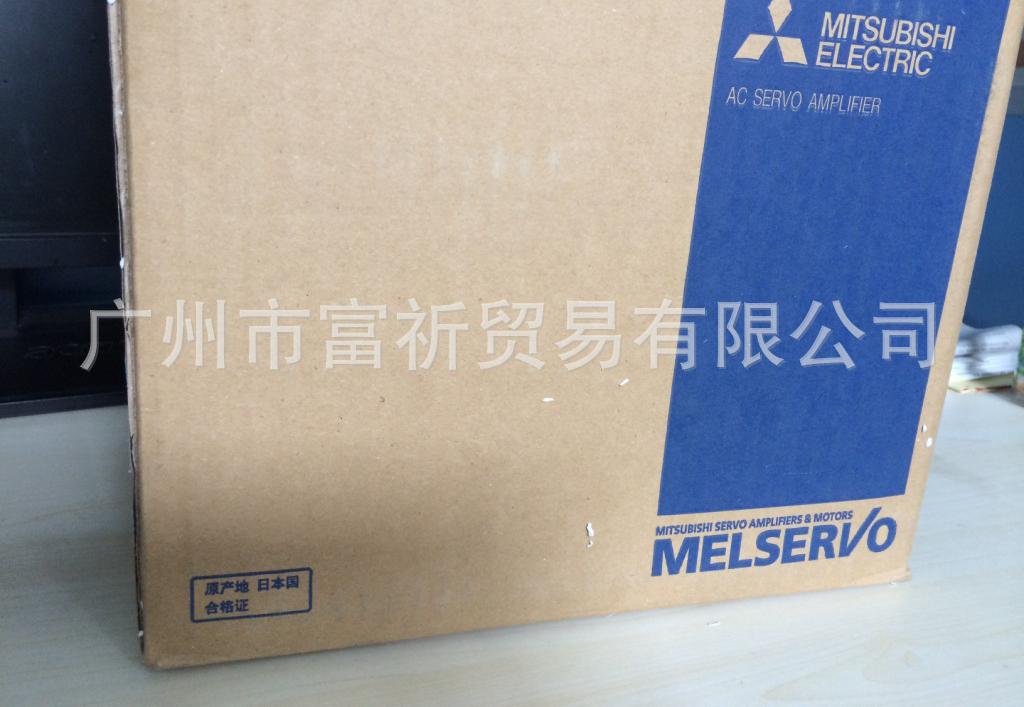 MITSUBISHI
ELECTRIC
AC SERVO AMPLIFIER
广州市富祈贸易有限公司
MITSUBISHI SERVO AMPLIFIERS & MOTORS
MELSERVO
原产地 日本国
合格证